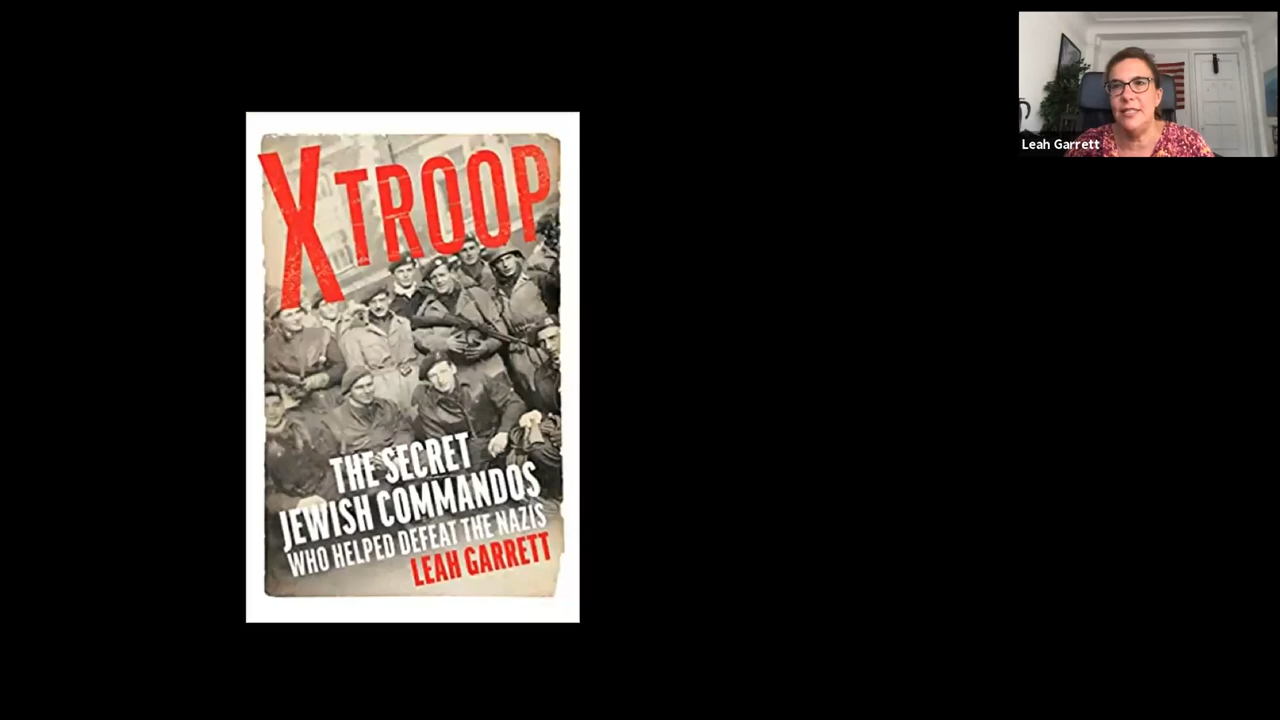 X TROOP
THE SECRET
JEWISH COMMANDOS
WHO HELPED DEFEAT THE NAZIS
LEAH GARRETT
Leah Garrett